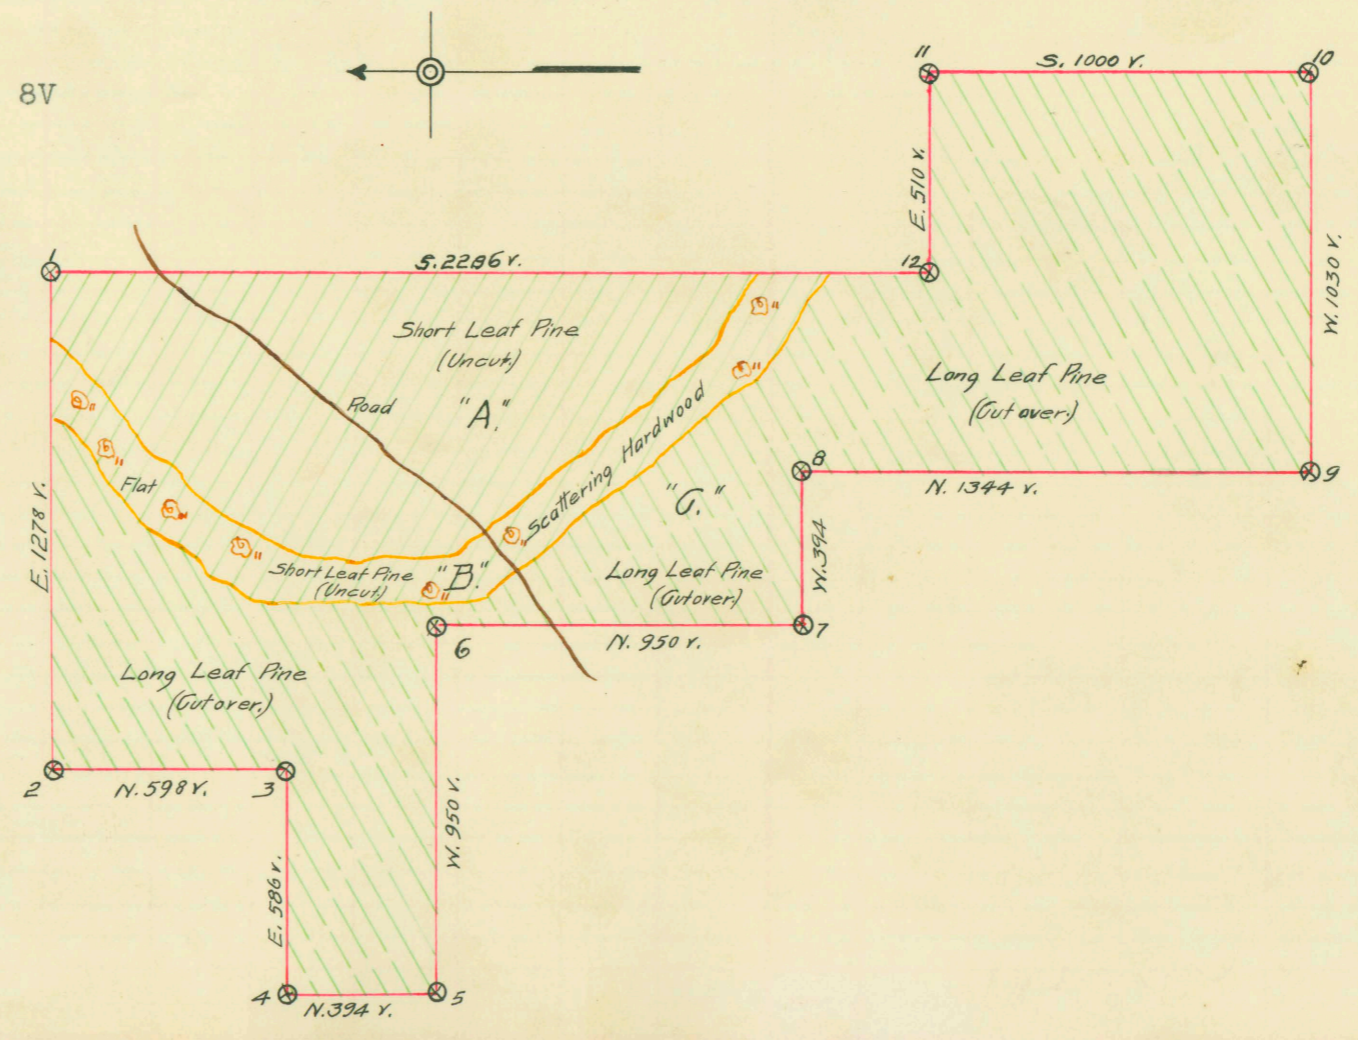 8V
11
S. 1000 V.
10
E. 510 V.
1
S. 2286 V.
12
W. 1030 V.
Short Leaf Pine
(Uncut.)
Road
"A."
Long Leaf Pine
(Cut over.)
Scattering Hardwood
8
9
N. 1344 V.
Flat
"C."
E. 1278 V.
W. 394
Short Leaf Pine
(Uncut.)
"B."
Long Leaf Pine
(Cutover.)
7
6
N. 950 V.
Long Leaf Pine
(Cutover.)
2
N. 598 V.
3
W. 950 V.
E. 586 V.
4
5
N. 394 V.